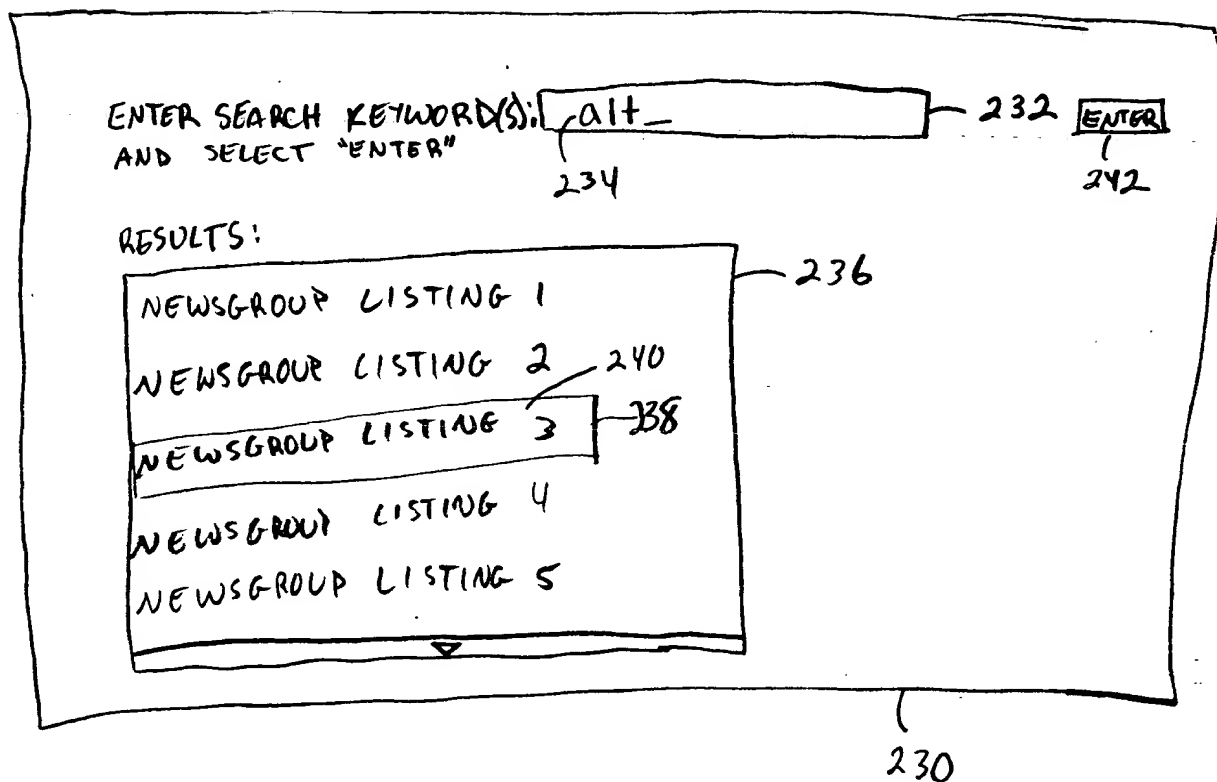 ENTER SEARCH KEYWORD(S): alt_ 232 ENTER
AND SELECT "ENTER"
234 242
RESULTS:
236
NEWSGROUP LISTING 1
NEWSGROUP LISTING 2 240
NEWSGROUP LISTING 3 238
NEWSGROUP LISTING 4
NEWSGROUP LISTING 5
230